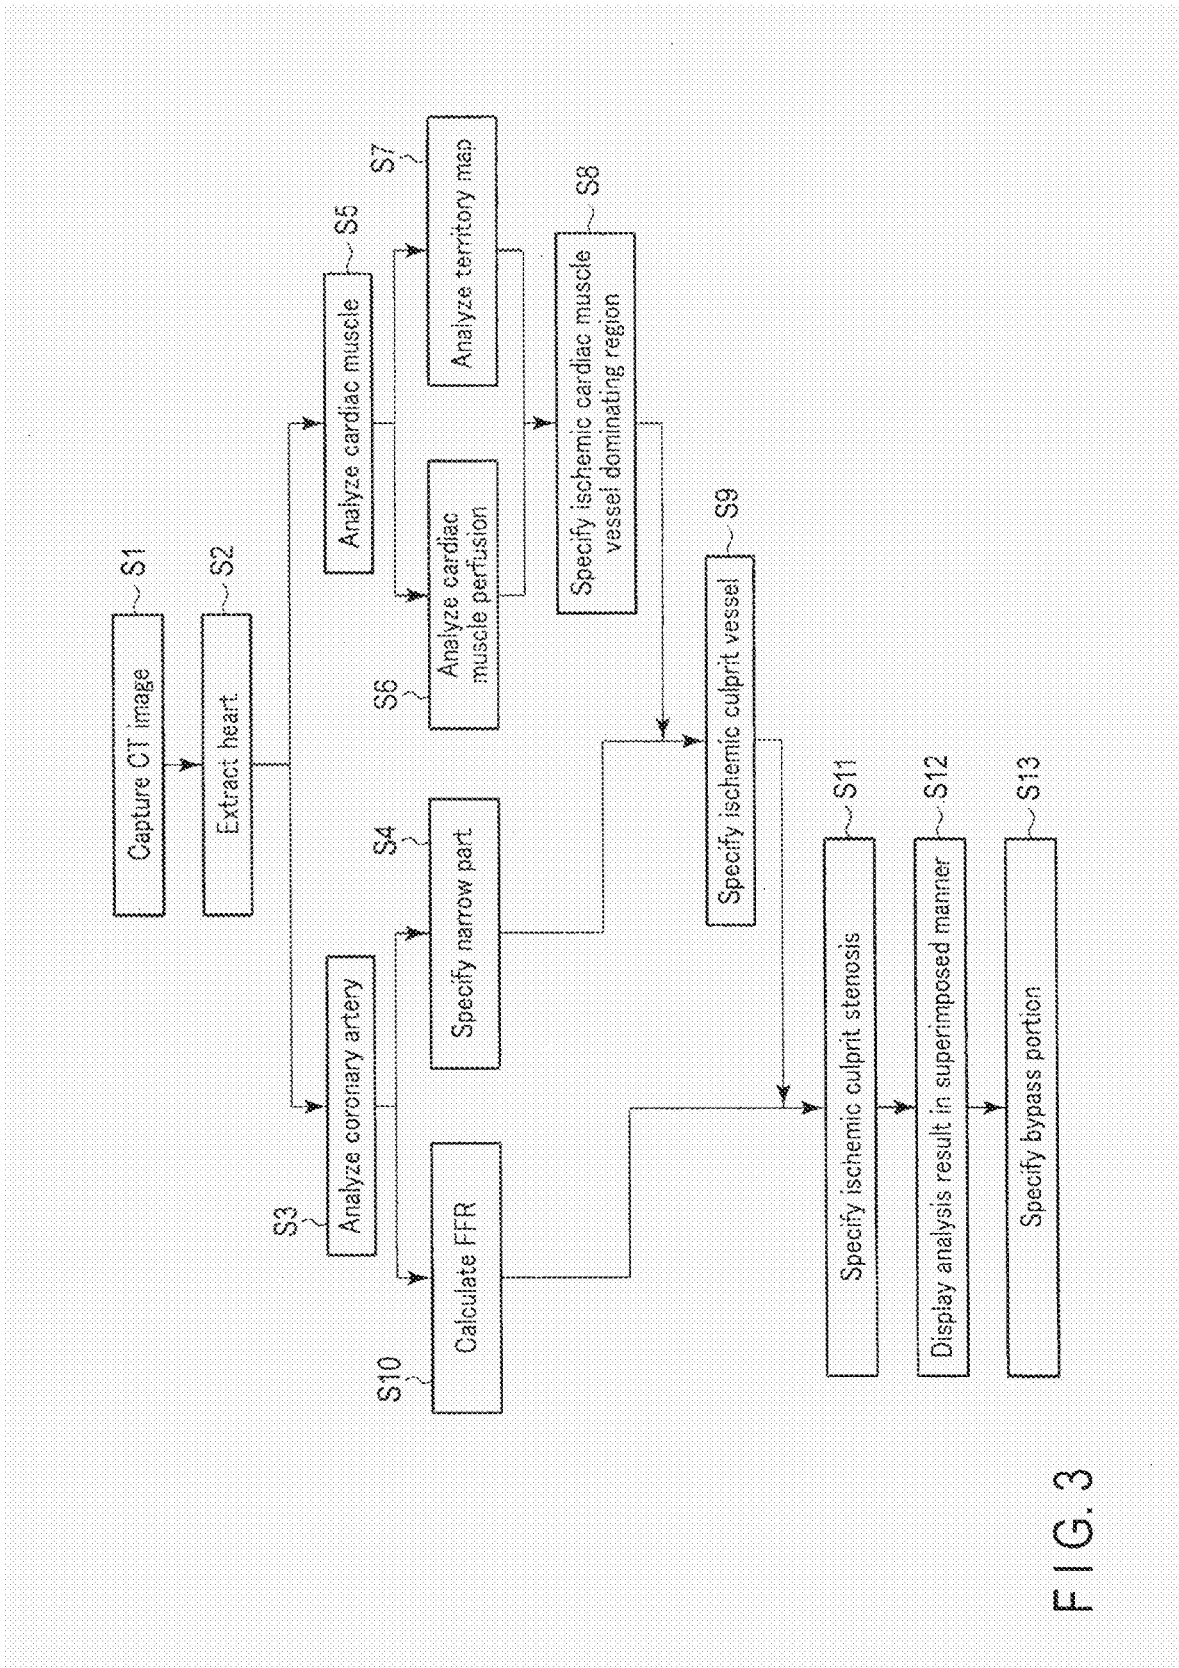 S1
Capture CT image
S2
Extract heart
S3
Analyze coronary artery
S5
Analyze cardiac muscle
S10
Calculate FFR
S4
Specify narrow part
S6
Analyze cardiac
muscle perfusion
S7
Analyze territory map
S8
Specify ischemic cardiac muscle
vessel dominating region
S9
Specify ischemic culprit vessel
S11
Specify ischemic culprit stenosis
S12
Display analysis result in superimposed manner
S13
Specify bypass portion
FIG. 3